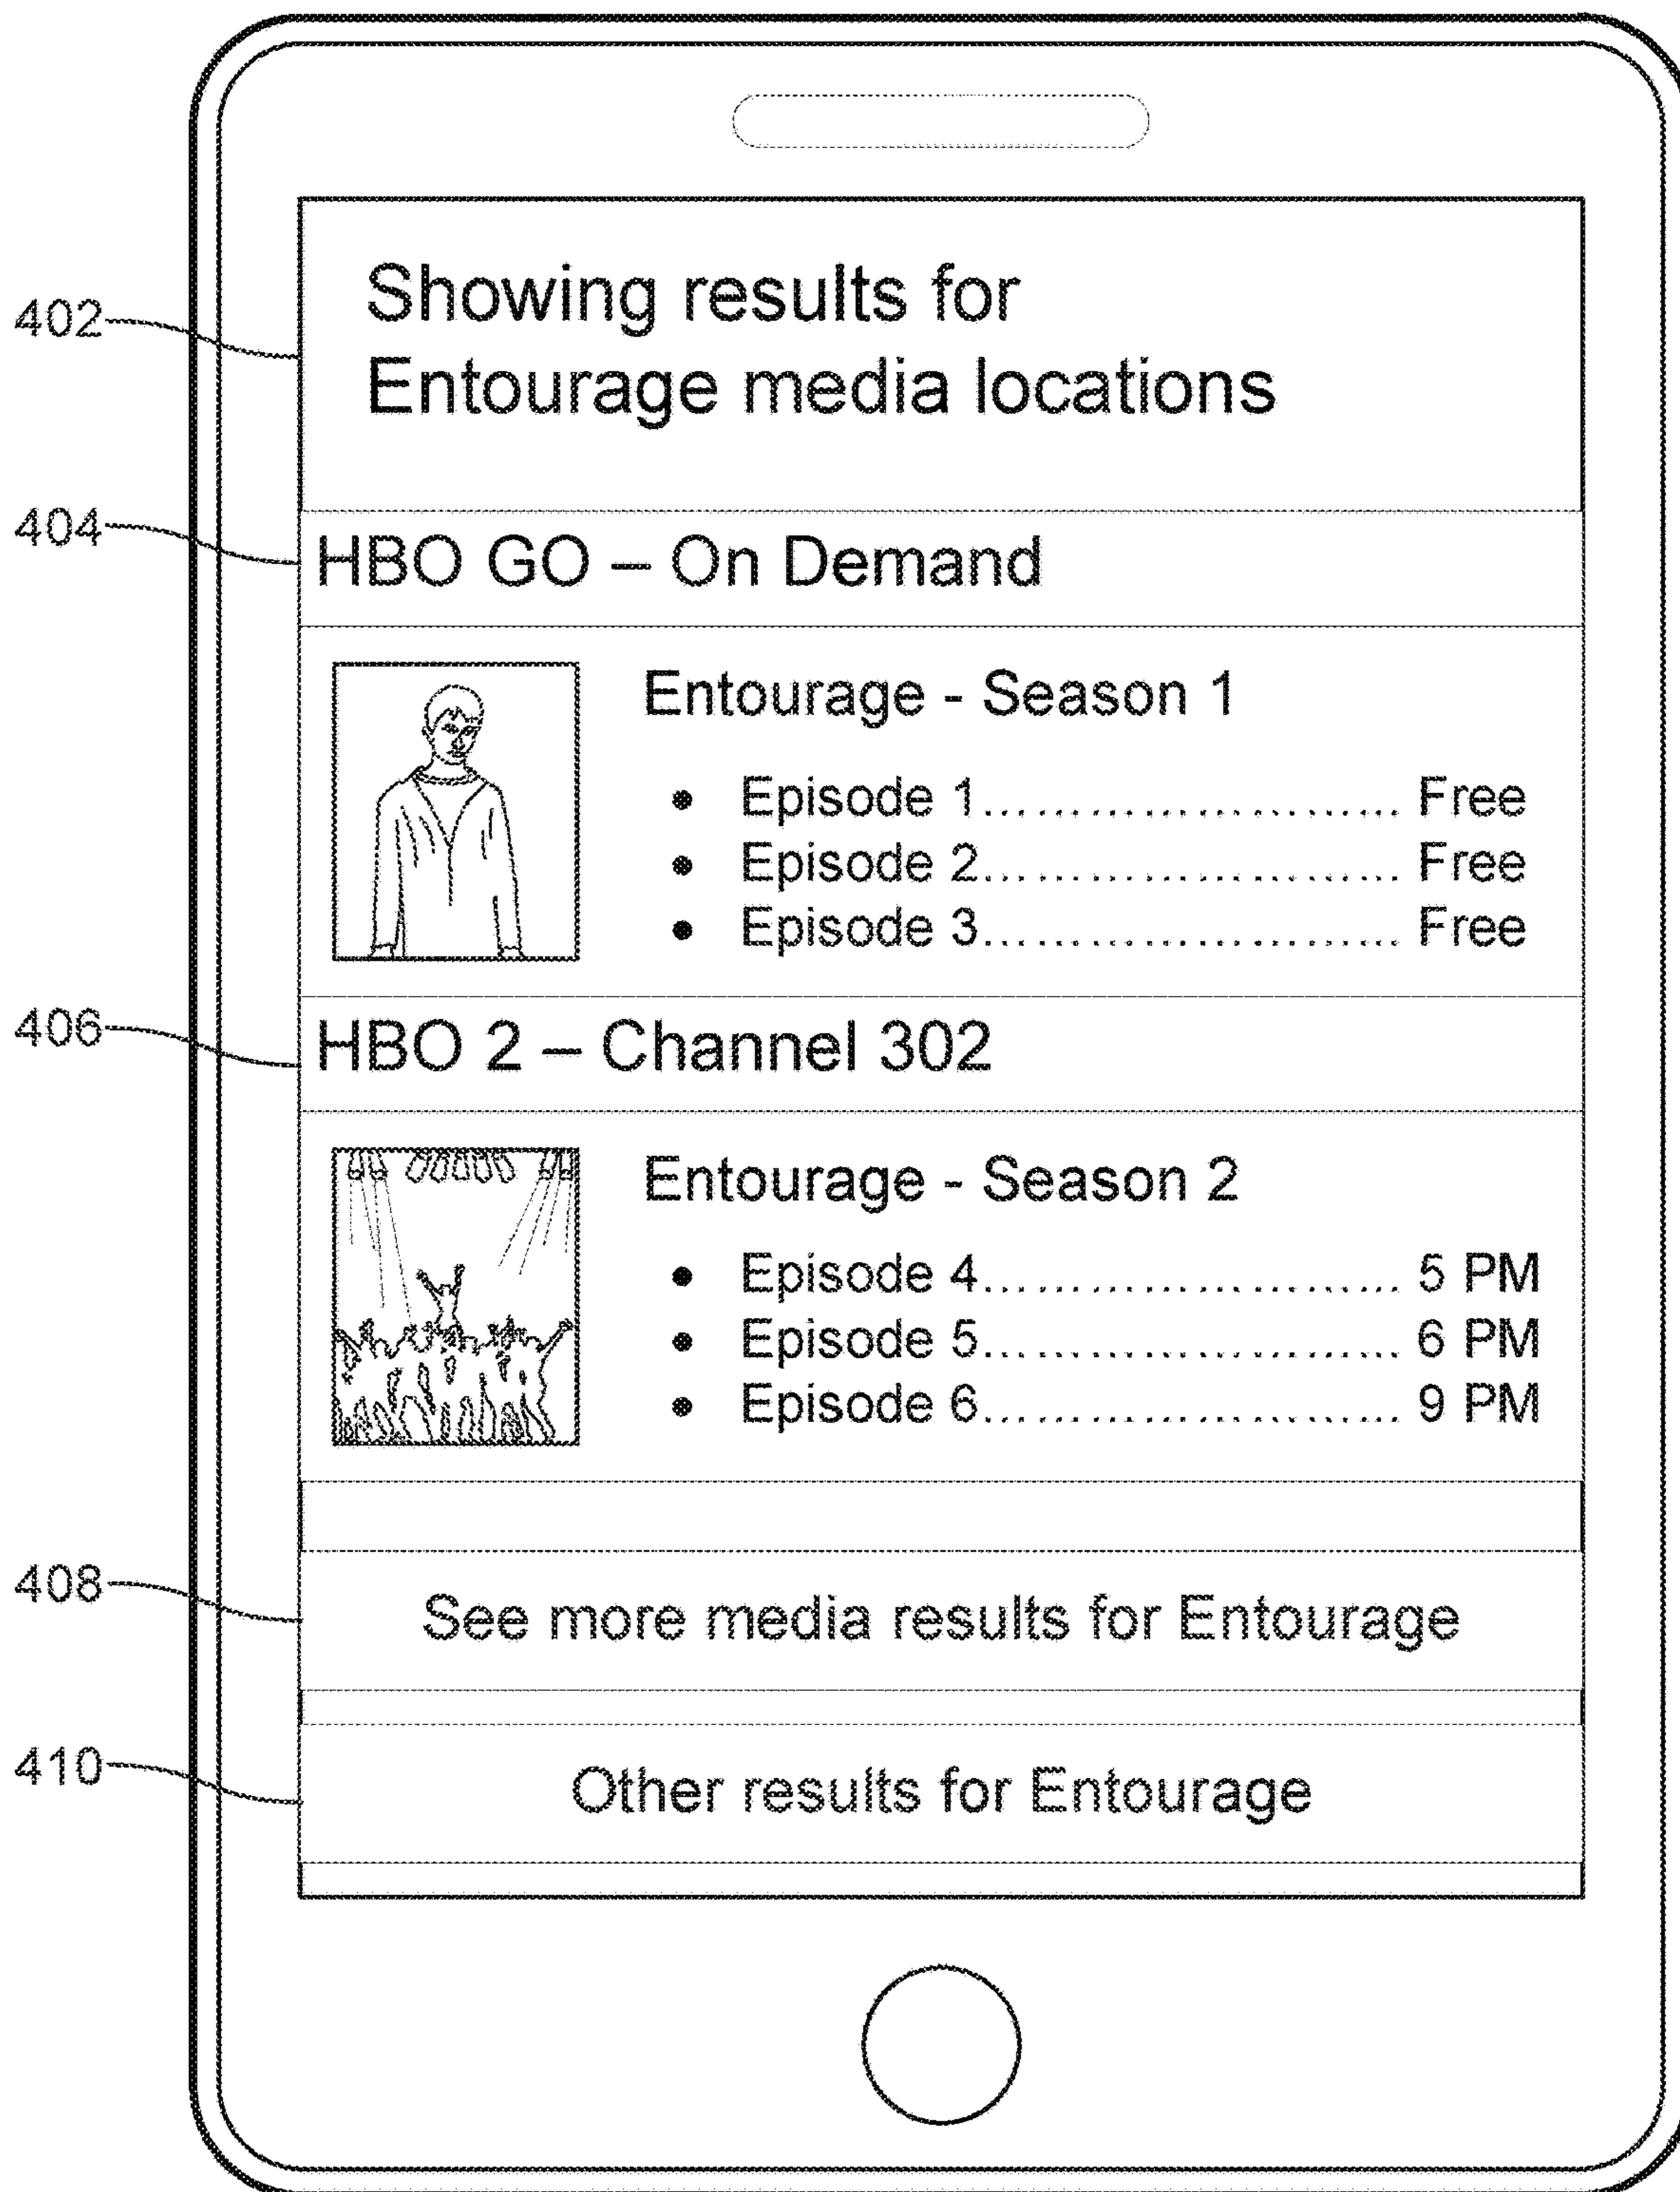 402
Showing results for
Entourage media locations
404
HBO GO – On Demand
Entourage - Season 1
• Episode 1........................ Free
• Episode 2........................ Free
• Episode 3........................ Free
406
HBO 2 – Channel 302
Entourage - Season 2
• Episode 4........................ 5 PM
• Episode 5........................ 6 PM
• Episode 6........................ 9 PM
408
See more media results for Entourage
410
Other results for Entourage